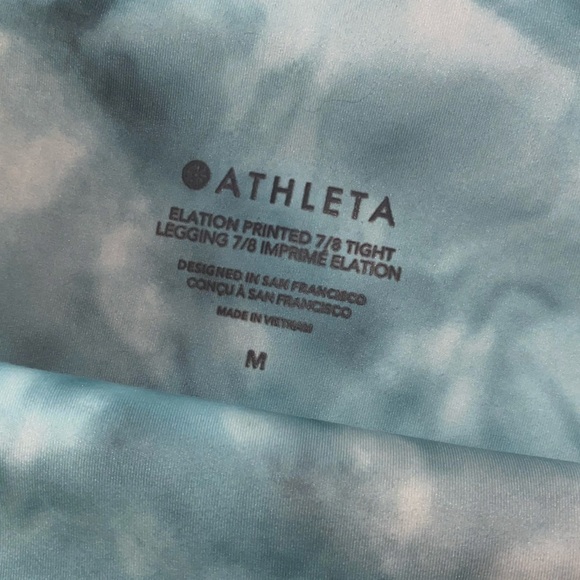 ATHLETA
ELATION PRINTED 7/8 TIGHT
LEGGING 7/8 IMPRIMÉ ELATION
DESIGNED IN SAN FRANCISCO
CONÇU À SAN FRANCISCO
MADE IN VIETNAM
M